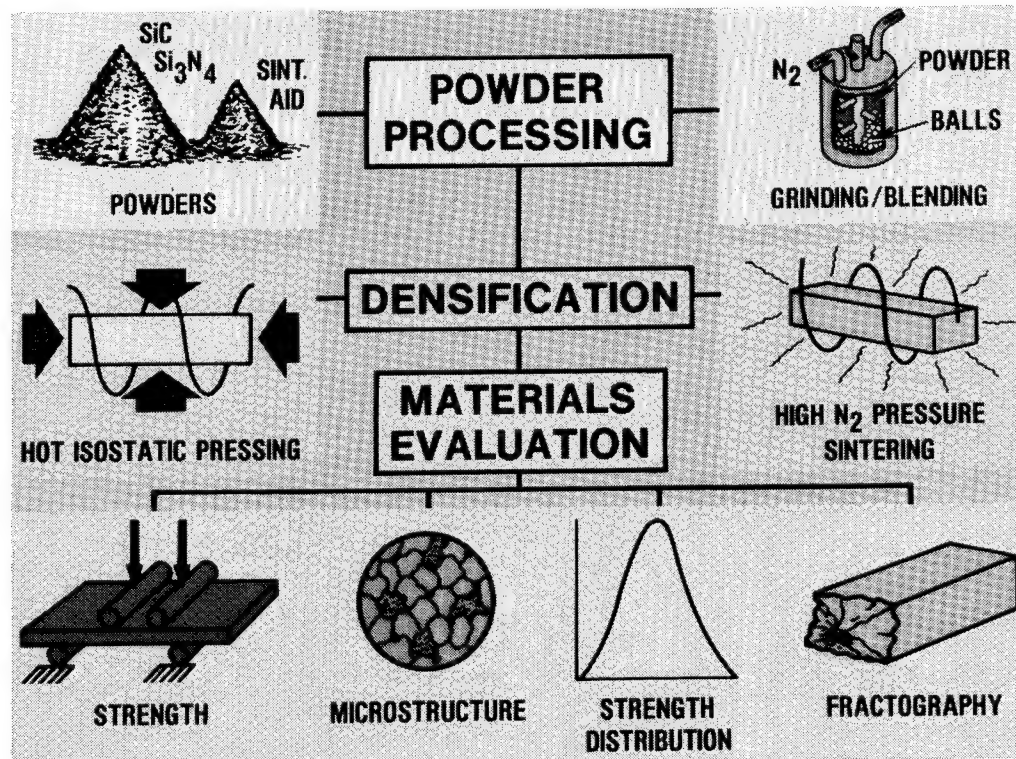 SiC
Si3N4
SINT.
AID
POWDERS
POWDER
PROCESSING
N2
POWDER
BALLS
GRINDING/BLENDING
HOT ISOSTATIC PRESSING
DENSIFICATION
HIGH N2 PRESSURE
SINTERING
MATERIALS
EVALUATION
STRENGTH
MICROSTRUCTURE
STRENGTH
DISTRIBUTION
FRACTOGRAPHY